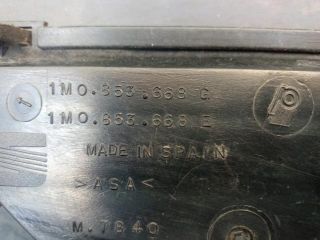 1M0.853.668 G
1M0.853.668 E
MADE IN SPAIN
>ASA<
M.7840